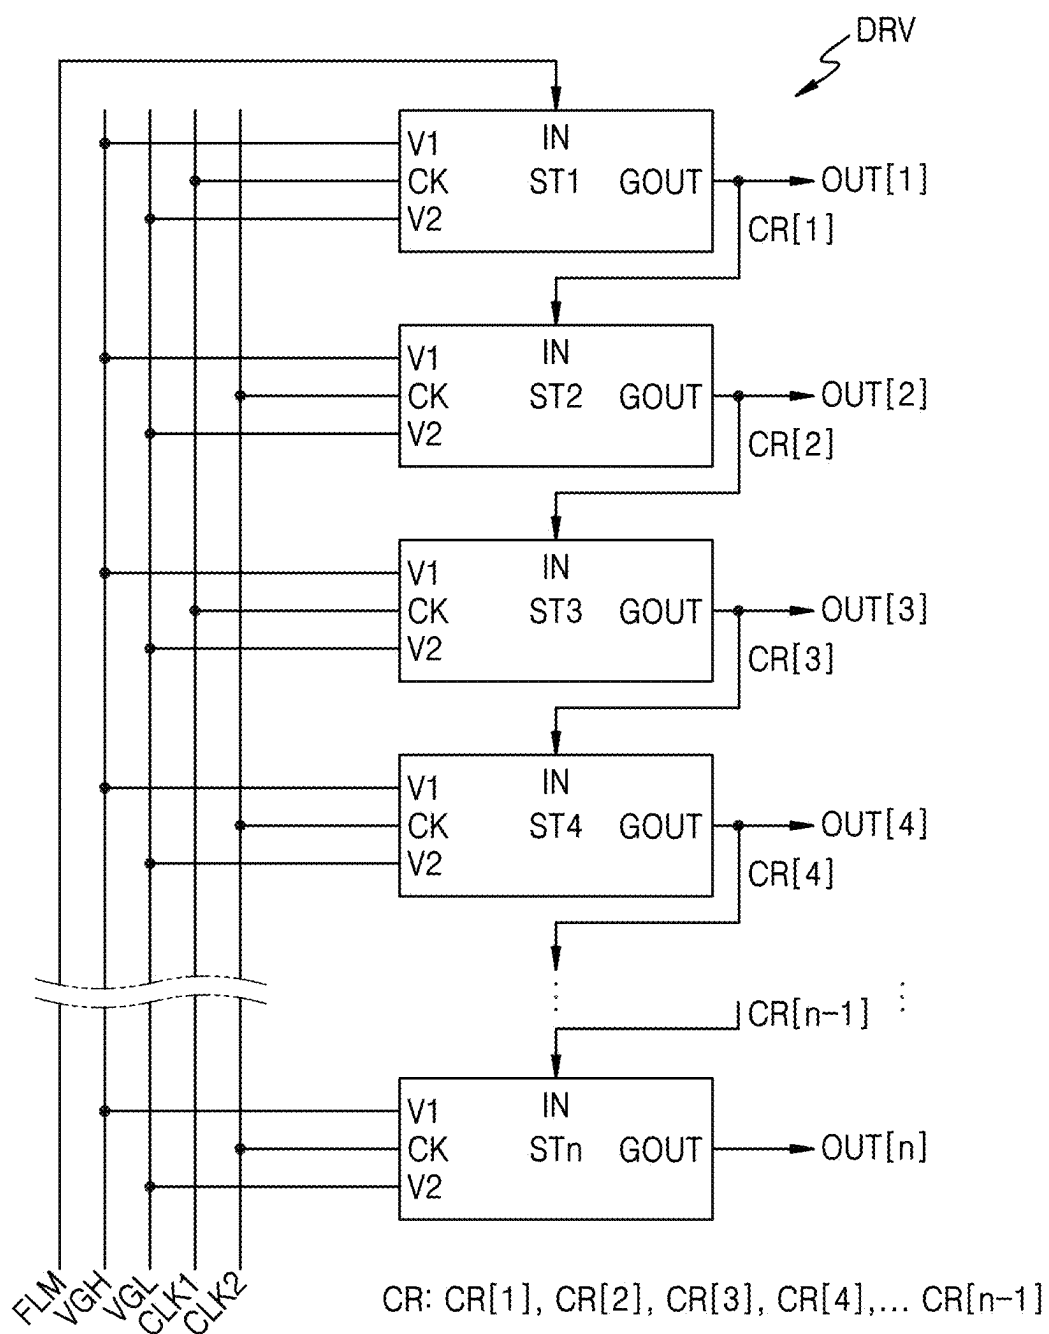 DRV
IN
V1
CK ST1 GOUT OUT[1]
V2
CR[1]
IN
V1
CK ST2 GOUT OUT[2]
V2
CR[2]
IN
V1
CK ST3 GOUT OUT[3]
V2
CR[3]
IN
V1
CK ST4 GOUT OUT[4]
V2
CR[4]
CR[n-1]
IN
V1
CK STn GOUT OUT[n]
V2
FLM VGH VGL CLK1 CLK2
CR: CR[1], CR[2], CR[3], CR[4],... CR[n-1]